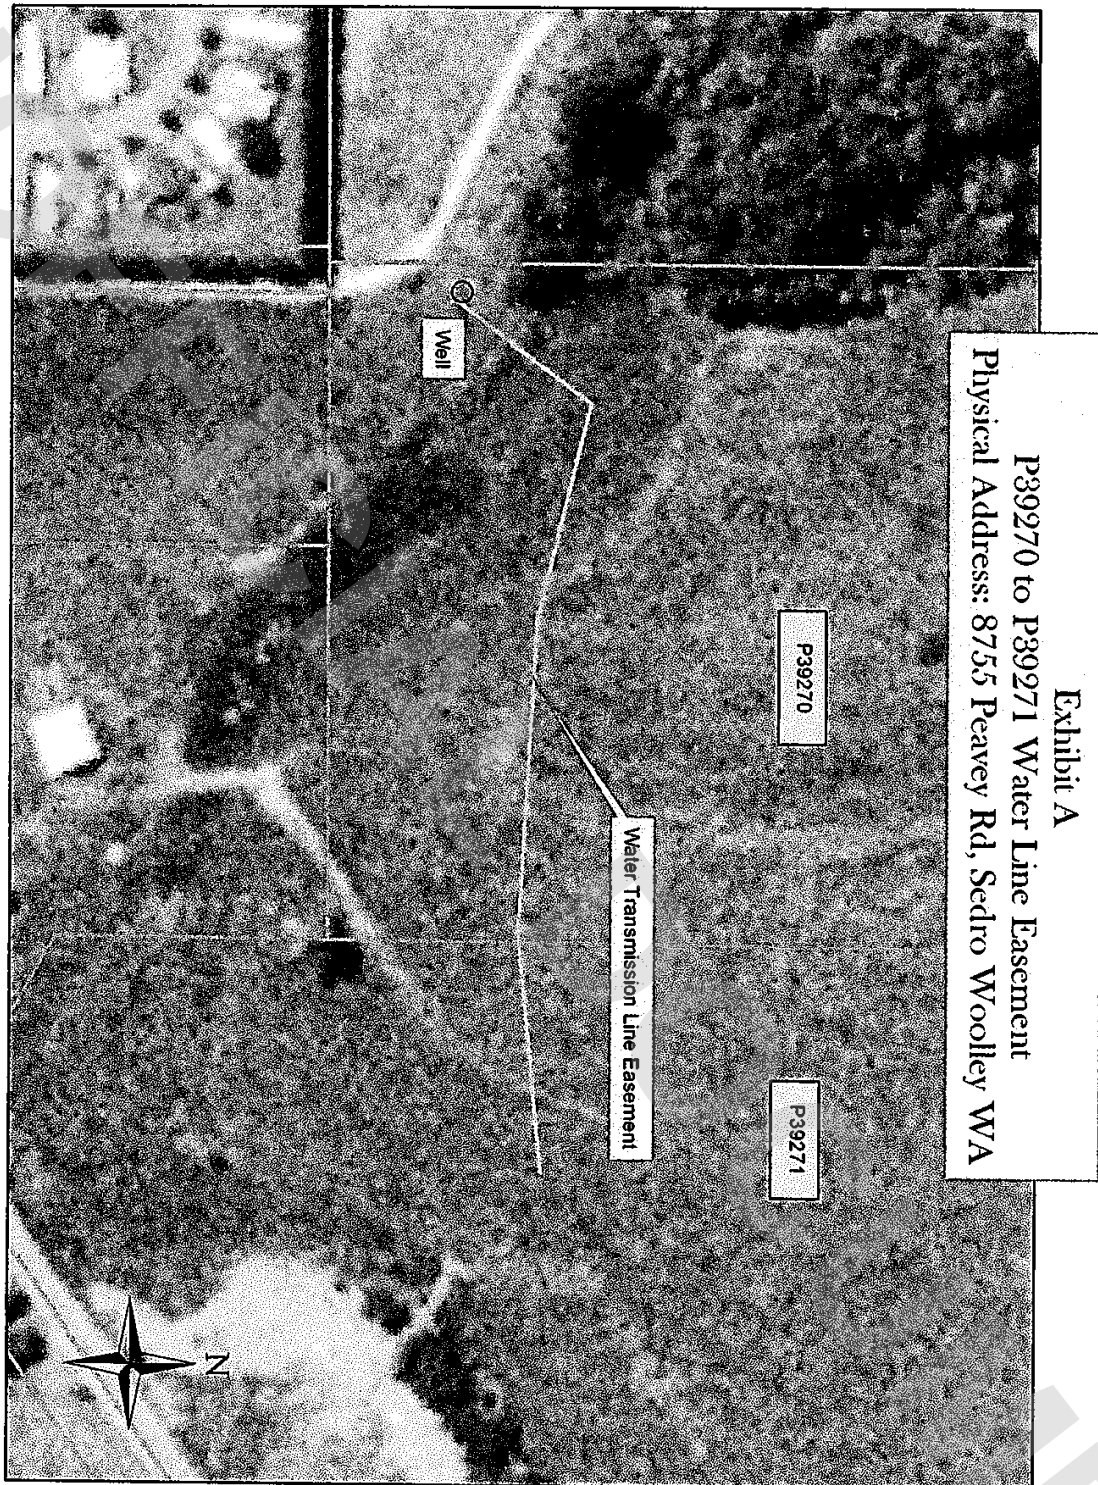 Exhibit A
P39270 to P39271 Water Line Easement
Physical Address: 8755 Peavey Rd, Sedro Woolley WA
P39270
P39271
Water Transmission Line Easement
Well
N